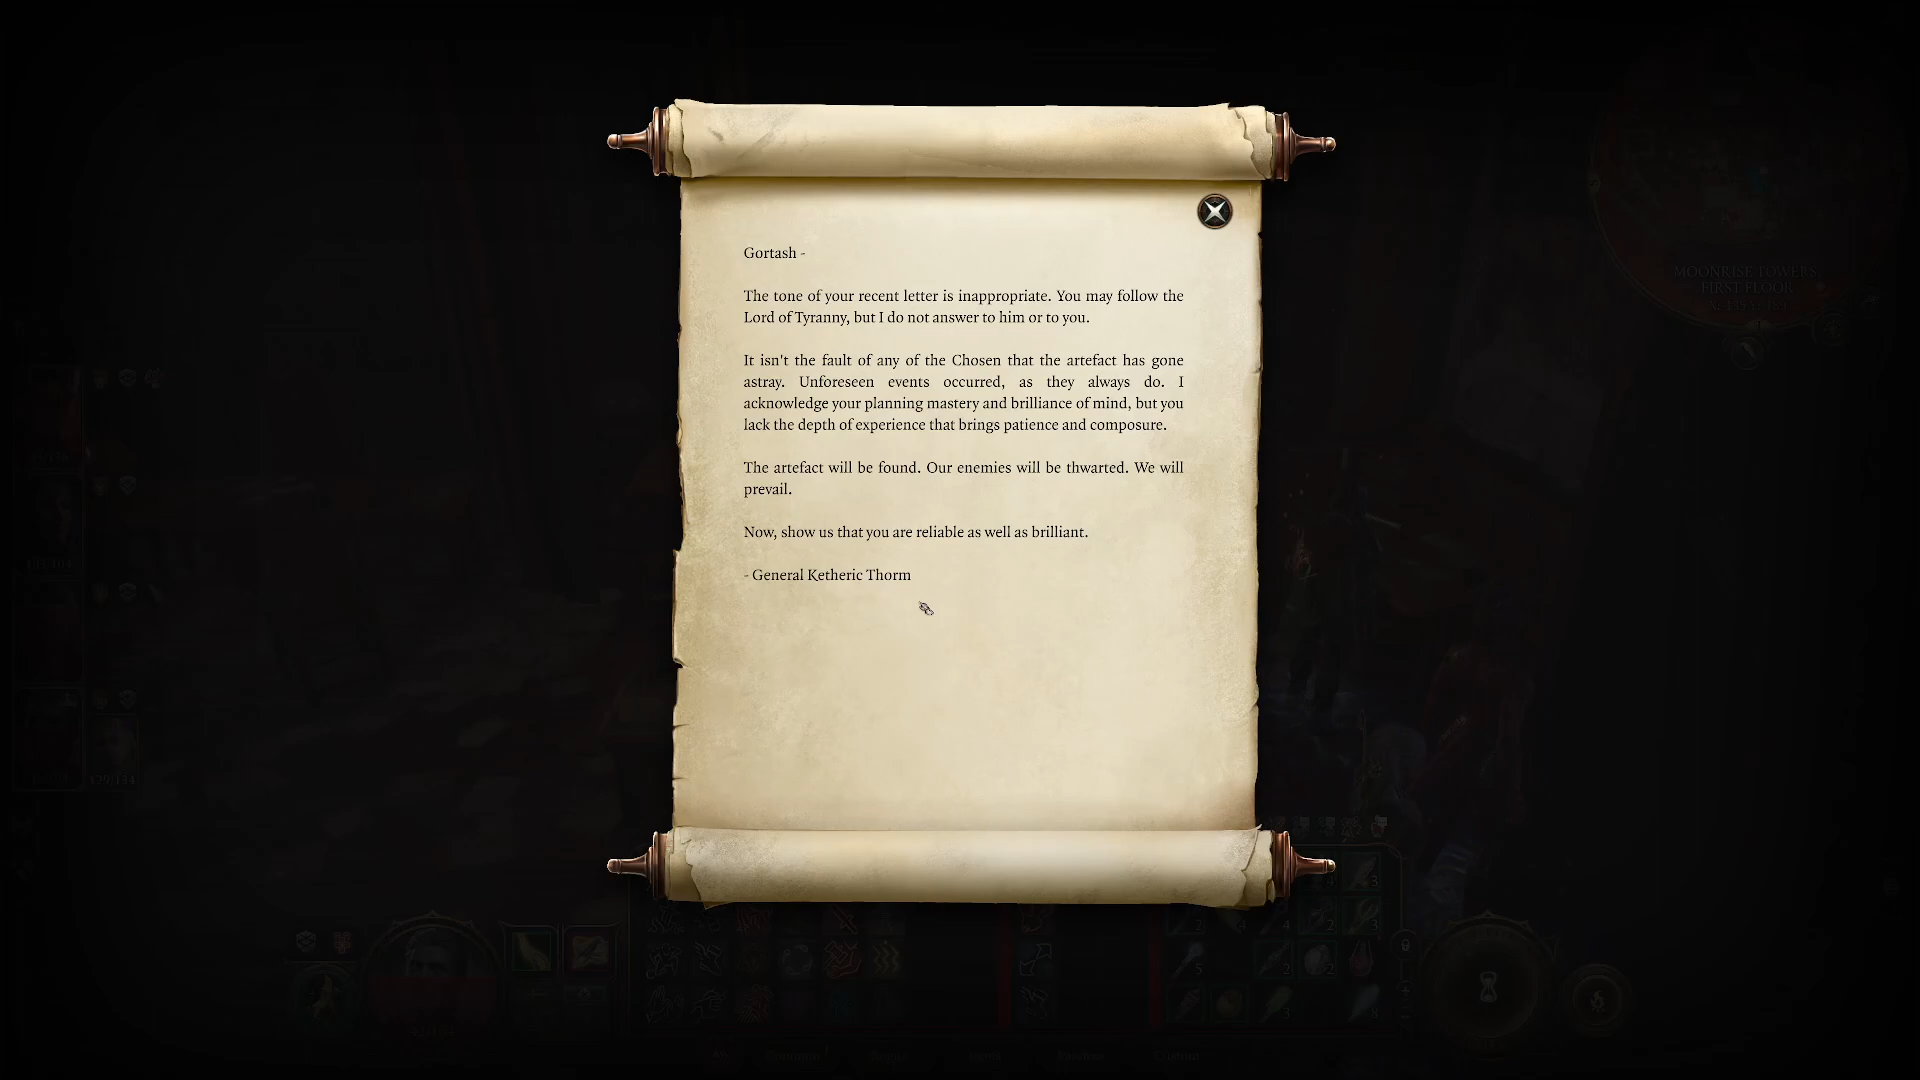 Gortash -
The tone of your recent letter is inappropriate. You may follow the
Lord of Tyranny, but I do not answer to him or to you.
It isn't the fault of any of the Chosen that the artefact has gone
astray. Unforeseen events occurred, as they always do. I
acknowledge your planning mastery and brilliance of mind, but you
lack the depth of experience that brings patience and composure.
The artefact will be found. Our enemies will be thwarted. We will
prevail.
Now, show us that you are reliable as well as brilliant.
- General Ketheric Thorm
MOONRISE TOWERS
FIRST FLOOR